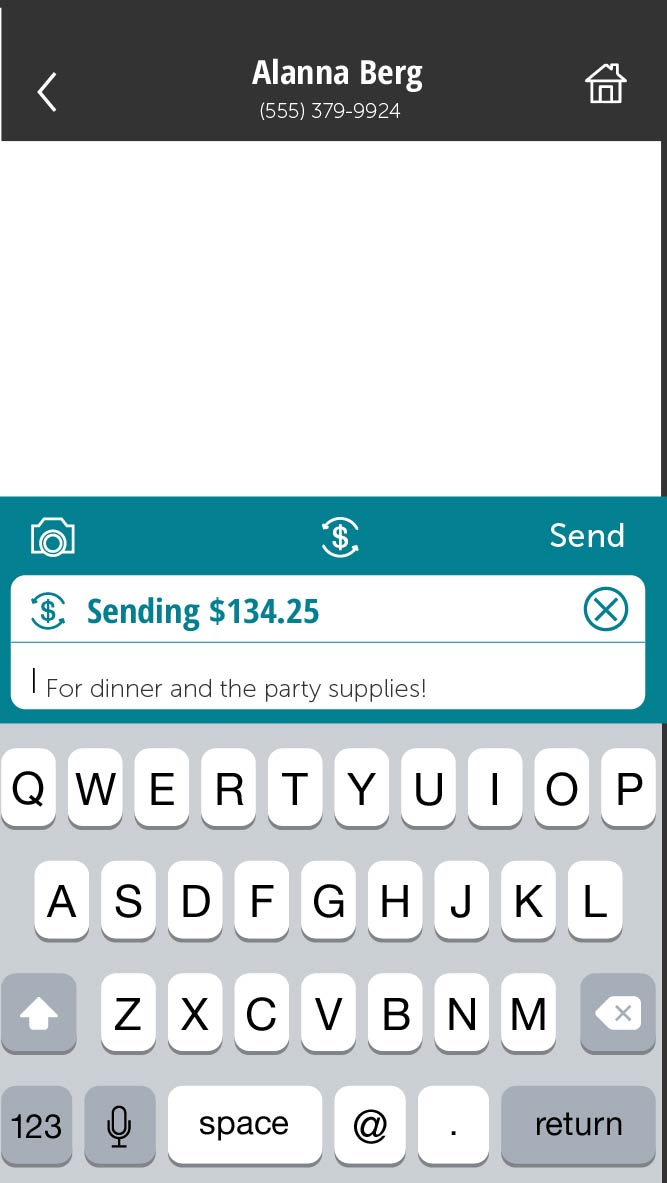 Alanna Berg
(555) 379-9924
Send
Sending $134.25
For dinner and the party supplies!
Q W E R T Y U I O P
A S D F G H J K L
Z X C V B N M
123 space @ . return